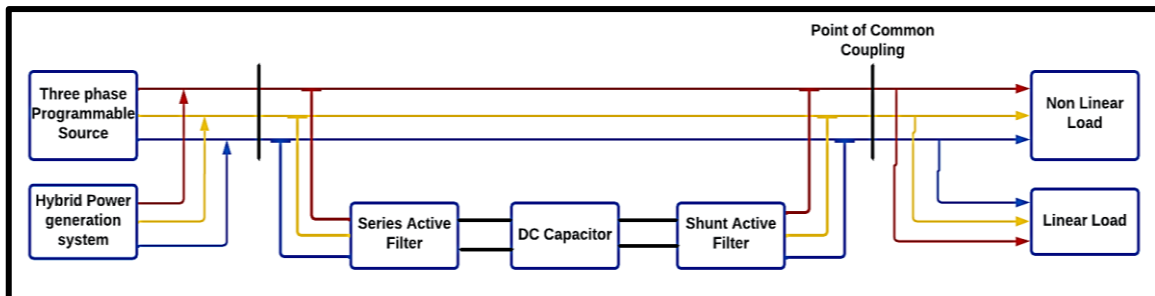 Point of Common
Coupling
Three phase
Programmable
Source
Non Linear
Load
Hybrid Power
generation
system
Series Active
Filter
DC Capacitor
Shunt Active
Filter
Linear Load